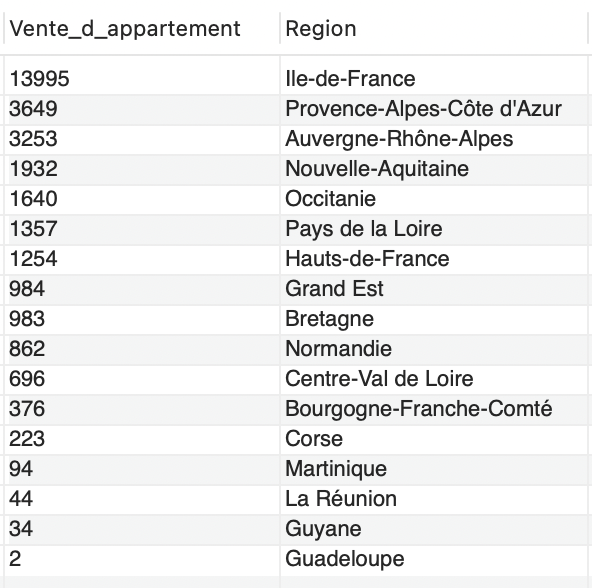 Vente_d_appartement Region
13995 Ile-de-France
3649 Provence-Alpes-Côte d'Azur
3253 Auvergne-Rhône-Alpes
1932 Nouvelle-Aquitaine
1640 Occitanie
1357 Pays de la Loire
1254 Hauts-de-France
984 Grand Est
983 Bretagne
862 Normandie
696 Centre-Val de Loire
376 Bourgogne-Franche-Comté
223 Corse
94 Martinique
44 La Réunion
34 Guyane
2 Guadeloupe